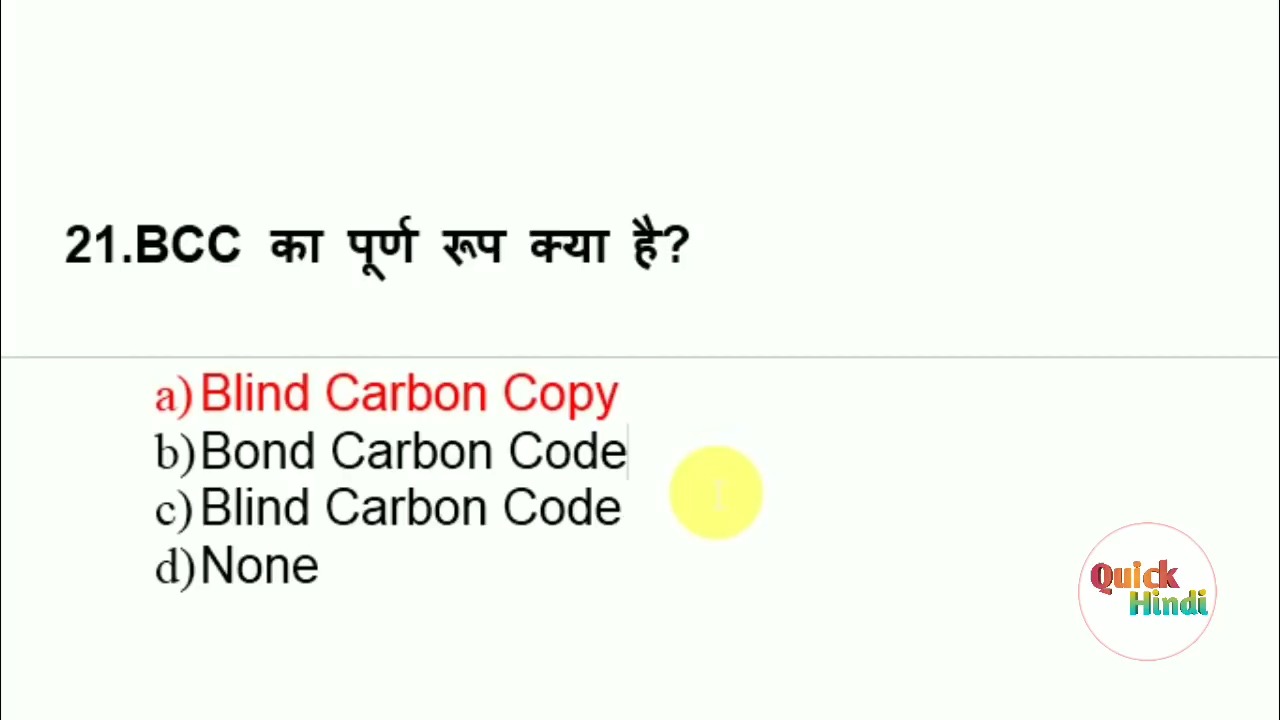 21.BCC का पूर्ण रूप क्या है?
a) Blind Carbon Copy
b) Bond Carbon Code
c) Blind Carbon Code
d) None
Quick
Hindi